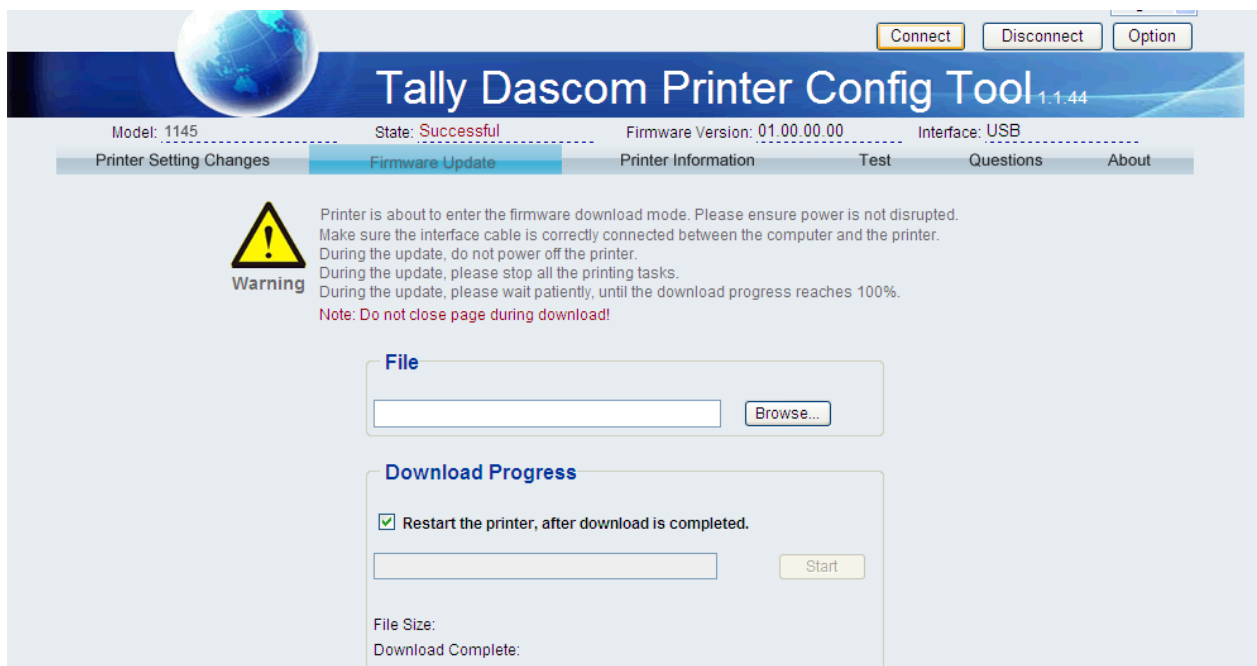 Connect Disconnect Option
Tally Dascom Printer Config Tool 1.1.44
Model: 1145 State: Successful Firmware Version: 01.00.00.00 Interface: USB
Printer Setting Changes Firmware Update Printer Information Test Questions About
Printer is about to enter the firmware download mode. Please ensure power is not disrupted.
Make sure the interface cable is correctly connected between the computer and the printer.
During the update, do not power off the printer.
During the update, please stop all the printing tasks.
During the update, please wait patiently, until the download progress reaches 100%.
Warning
Note: Do not close page during download!
File
Browse...
Download Progress
Restart the printer, after download is completed.
Start
File Size:
Download Complete: